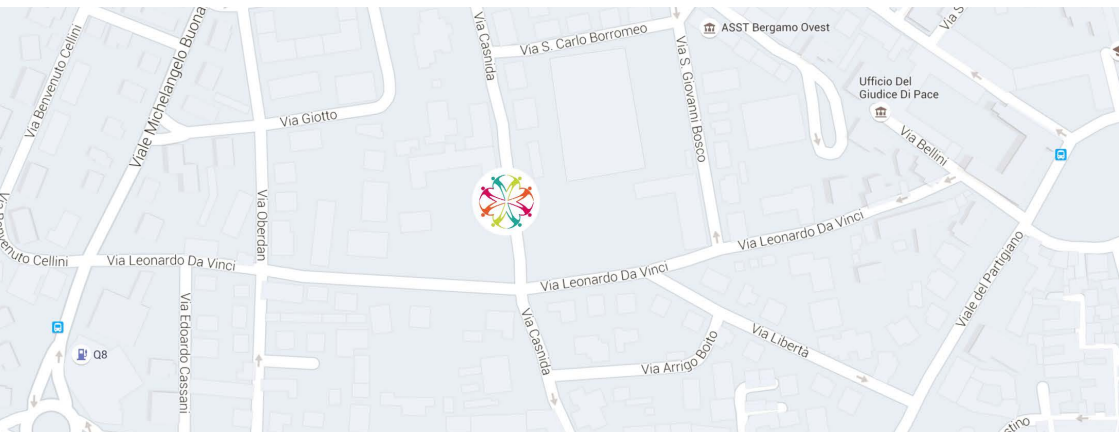 Via Benvenuto Cellini
Viale Michelangelo Buona
Via Casnida
Via S. Carlo Borromeo
Via S. Giovanni Bosco
ASST Bergamo Ovest
Via S
Ufficio Del
Giudice Di Pace
Via Bellini
Via Giotto
Via Oberdan
Via Leonardo Da Vinci
Viale del Partigiano
nuto Cellini
Via Leonardo Da Vinci
Via Leonardo Da Vinci
Via Edoardo Cassani
Via Casnida
Via Libertà
Via Arrigo Boito
Q8
stino